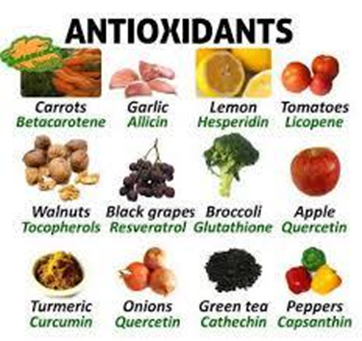 ANTIOXIDANTS
Carrots Garlic Lemon Tomatoes
Betacarotene Allicin Hesperidin Licopene
Walnuts Black grapes Broccoli Apple
Tocopherols Resveratrol Glutathione Quercetin
Turmeric Onions Green tea Peppers
Curcumin Quercetin Cathechin Capsanthin